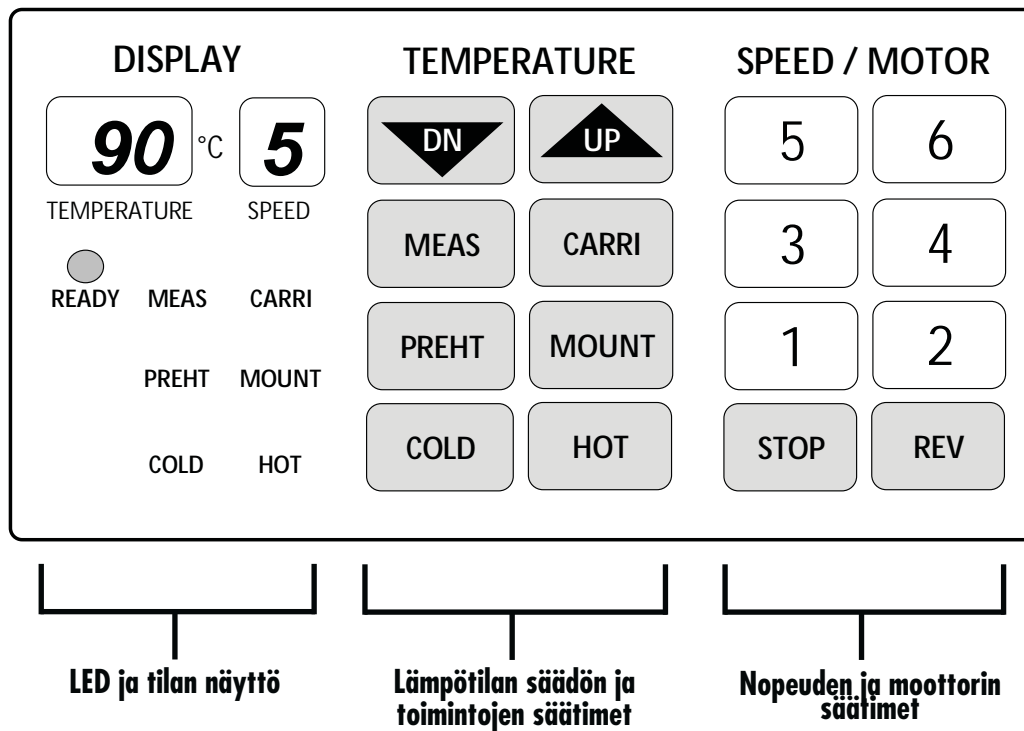 DISPLAY
90 °C 5
TEMPERATURE SPEED
READY MEAS CARRI
PREHT MOUNT
COLD HOT
TEMPERATURE
DN UP
MEAS CARRI
PREHT MOUNT
COLD HOT
SPEED / MOTOR
5 6
3 4
1 2
STOP REV
LED ja tilan näyttö
Lämpötilan säädön ja
toimintojen säätimet
Nopeuden ja moottorin
säätimet